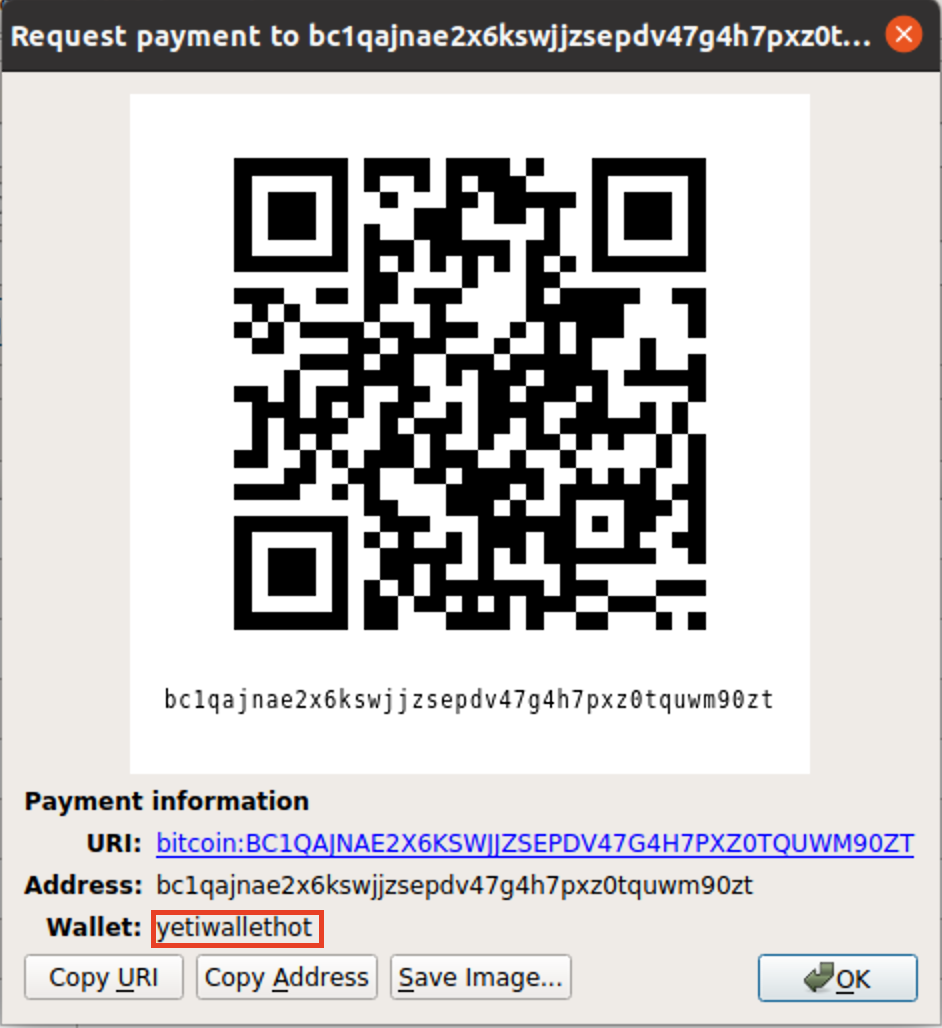 Request payment to bc1qajnae2x6kswjjzsepdv47g4h7pxz0t...
bc1qajnae2x6kswjjzsepdv47g4h7pxz0tquwm90zt
Payment information
URI: bitcoin:BC1QAJNAE2X6KSWJJZSEPDV47G4H7PXZ0TQUWM90ZT
Address: bc1qajnae2x6kswjjzsepdv47g4h7pxz0tquwm90zt
Wallet: yetiwallethot
Copy URI Copy Address Save Image... OK